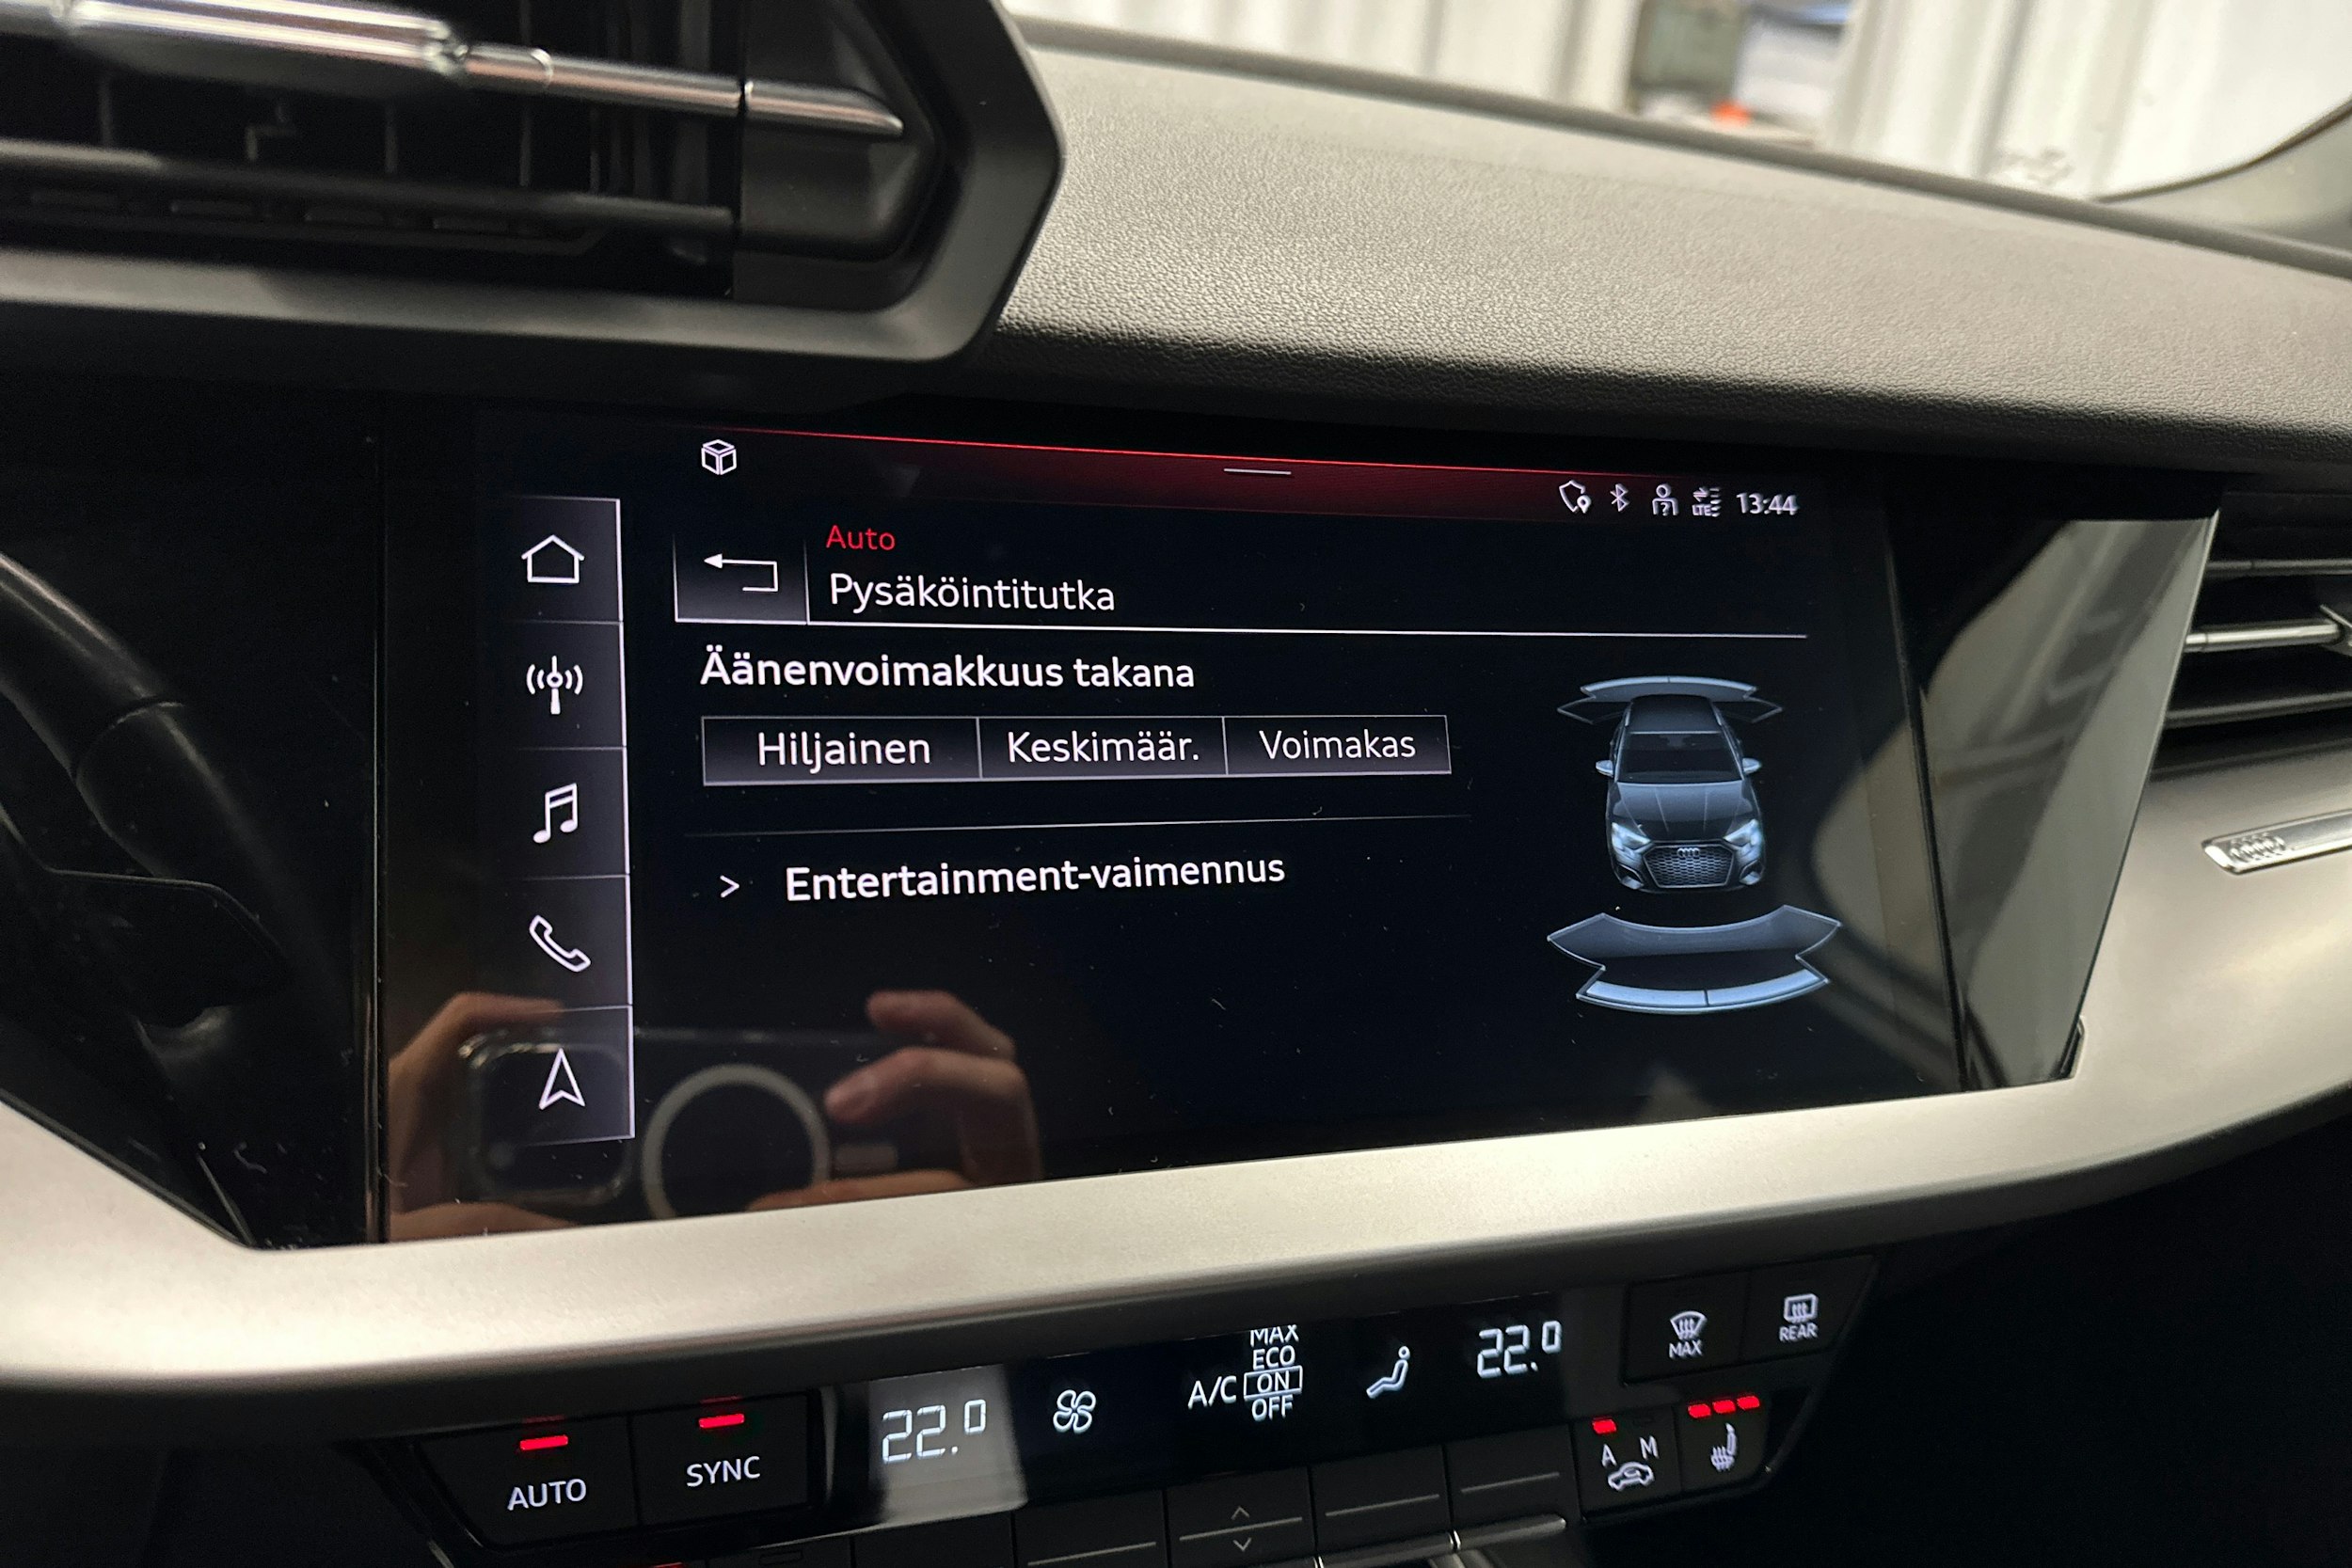 13:44
Auto
Pysäköintitutka
Äänenvoimakkuus takana
Hiljainen Keskimäär. Voimakas
> Entertainment-vaimennus
LTE
MAX
ECO
A/C ON
OFF
22.0
22.0
MAX
REAR
AUTO
SYNC
A M